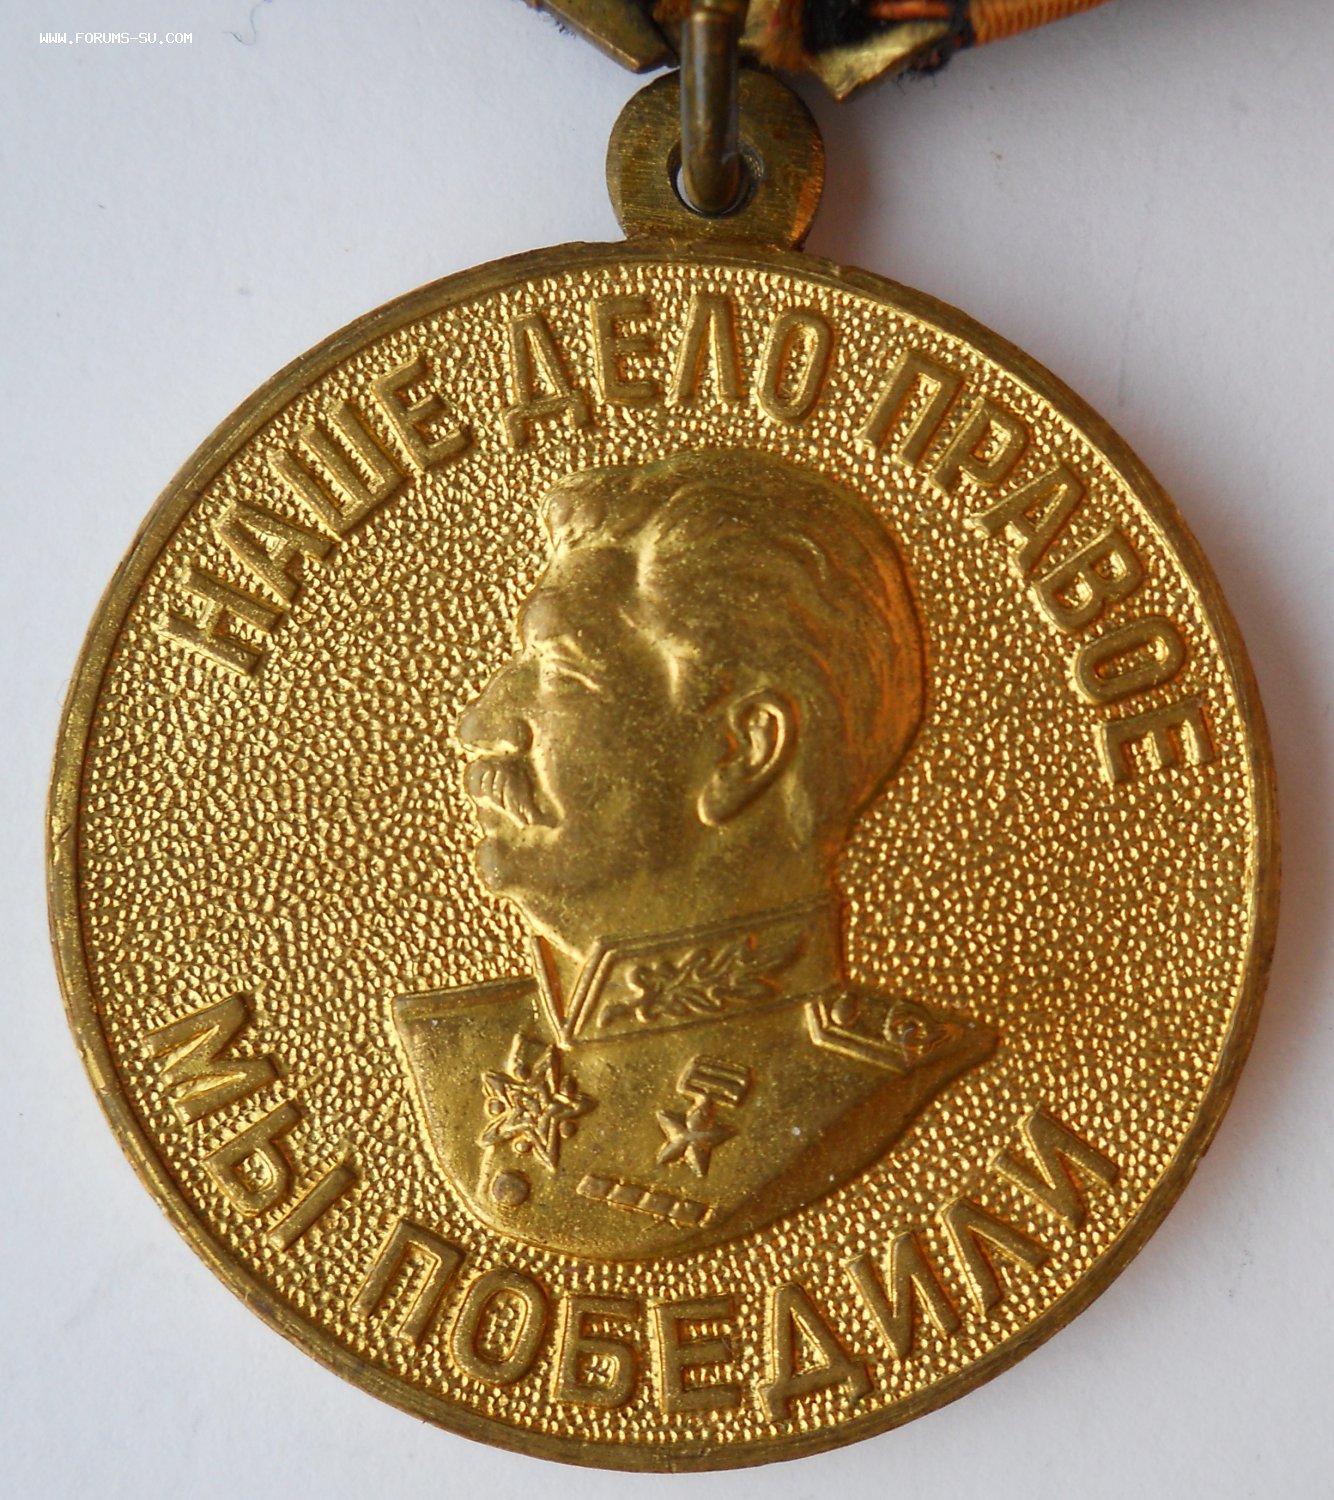 WWW.FORUMS-SU.COM
НАШЕ ДЕЛО ПРАВОЕ
МЫ ПОБЕДИЛИ